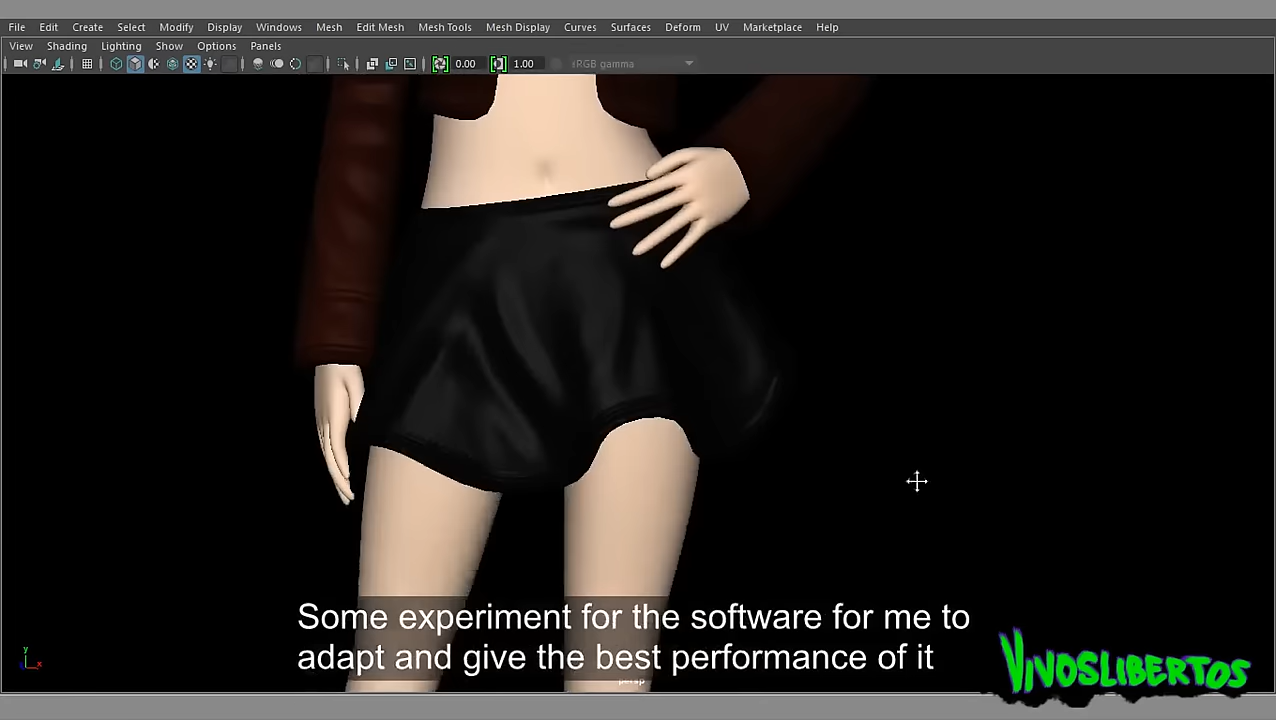 File Edit Create Select Modify Display Windows Mesh Edit Mesh Mesh Tools Mesh Display Curves Surfaces Deform UV Marketplace Help
View Shading Lighting Show Options Panels
0.00 1.00 sRGB gamma
Some experiment for the software for me to
adapt and give the best performance of it
y
x
persp
VIVOSLIBERTOS